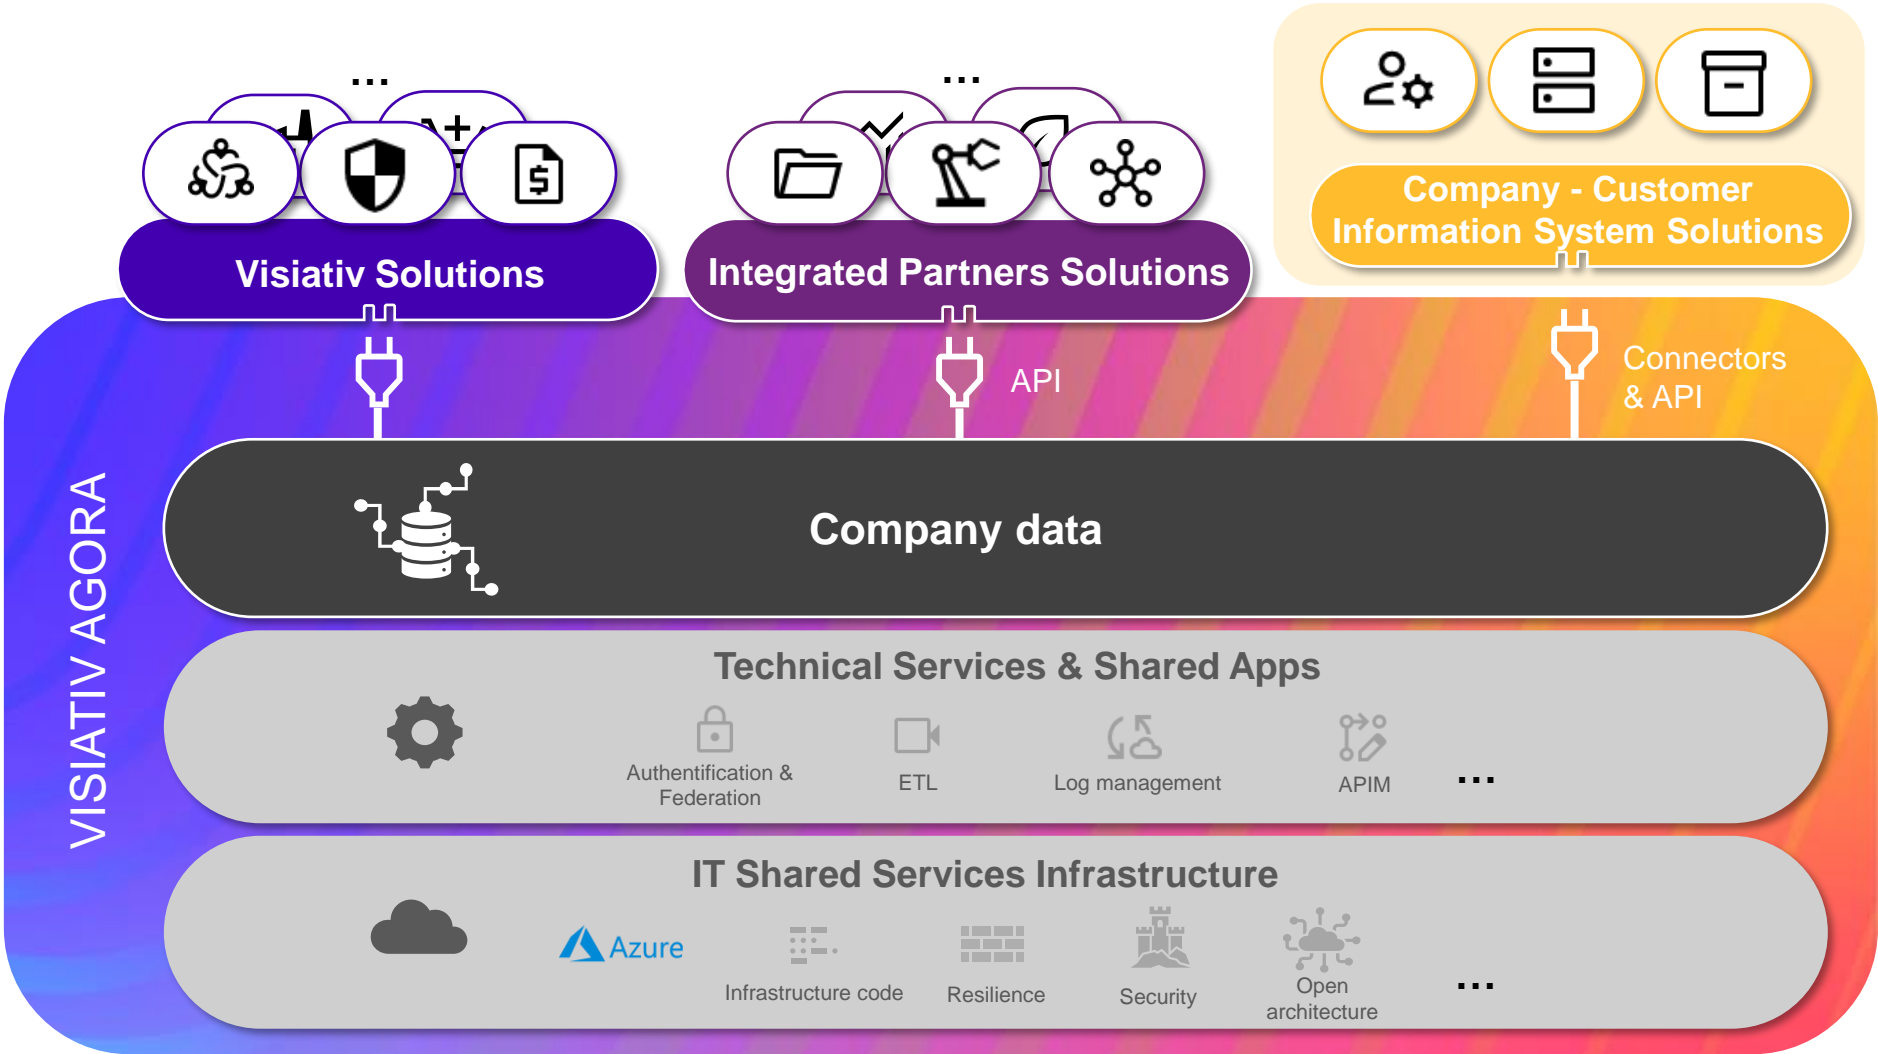 ...
...
Company - Customer
Information System Solutions
Visiativ Solutions
Integrated Partners Solutions
API
Connectors
& API
VISIATIV AGORA
Company data
Technical Services & Shared Apps
Authentification &
Federation
ETL
Log management
APIM
...
IT Shared Services Infrastructure
Azure
Infrastructure code
Resilience
Security
Open
architecture
...